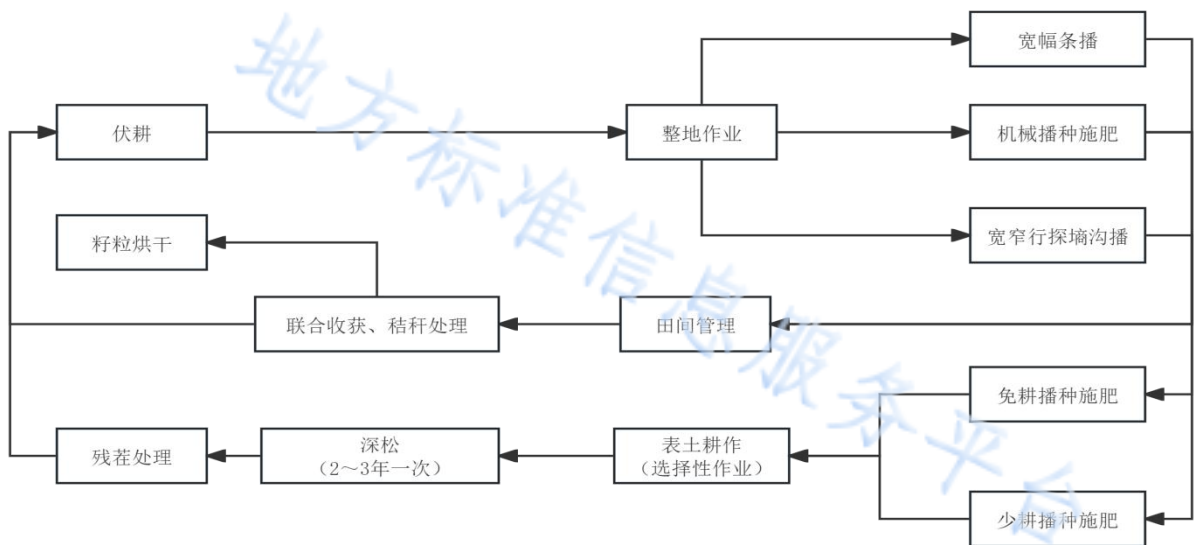 宽幅条播
伏耕
整地作业
机械播种施肥
籽粒烘干
宽窄行探墒沟播
联合收获、秸秆处理
田间管理
免耕播种施肥
残茬处理
深松
（2～3年一次）
表土耕作
（选择性作业）
少耕播种施肥
地方标准信息服务平台